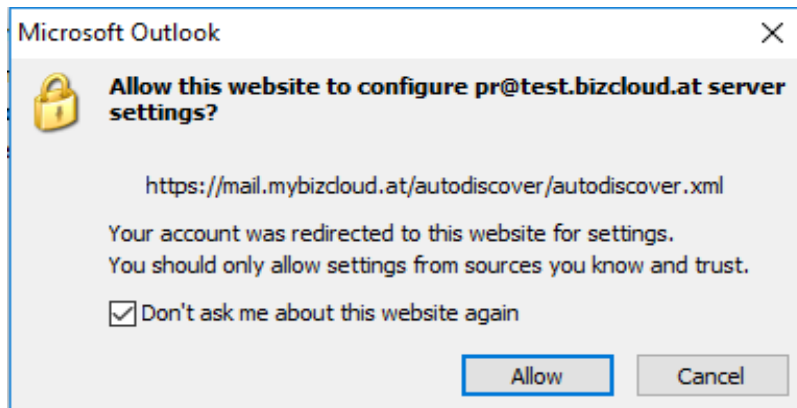 Microsoft Outlook
Allow this website to configure pr@test.bizcloud.at server
settings?
https://mail.mybizcloud.at/autodiscover/autodiscover.xml
Your account was redirected to this website for settings.
You should only allow settings from sources you know and trust.
Don't ask me about this website again
Allow
Cancel